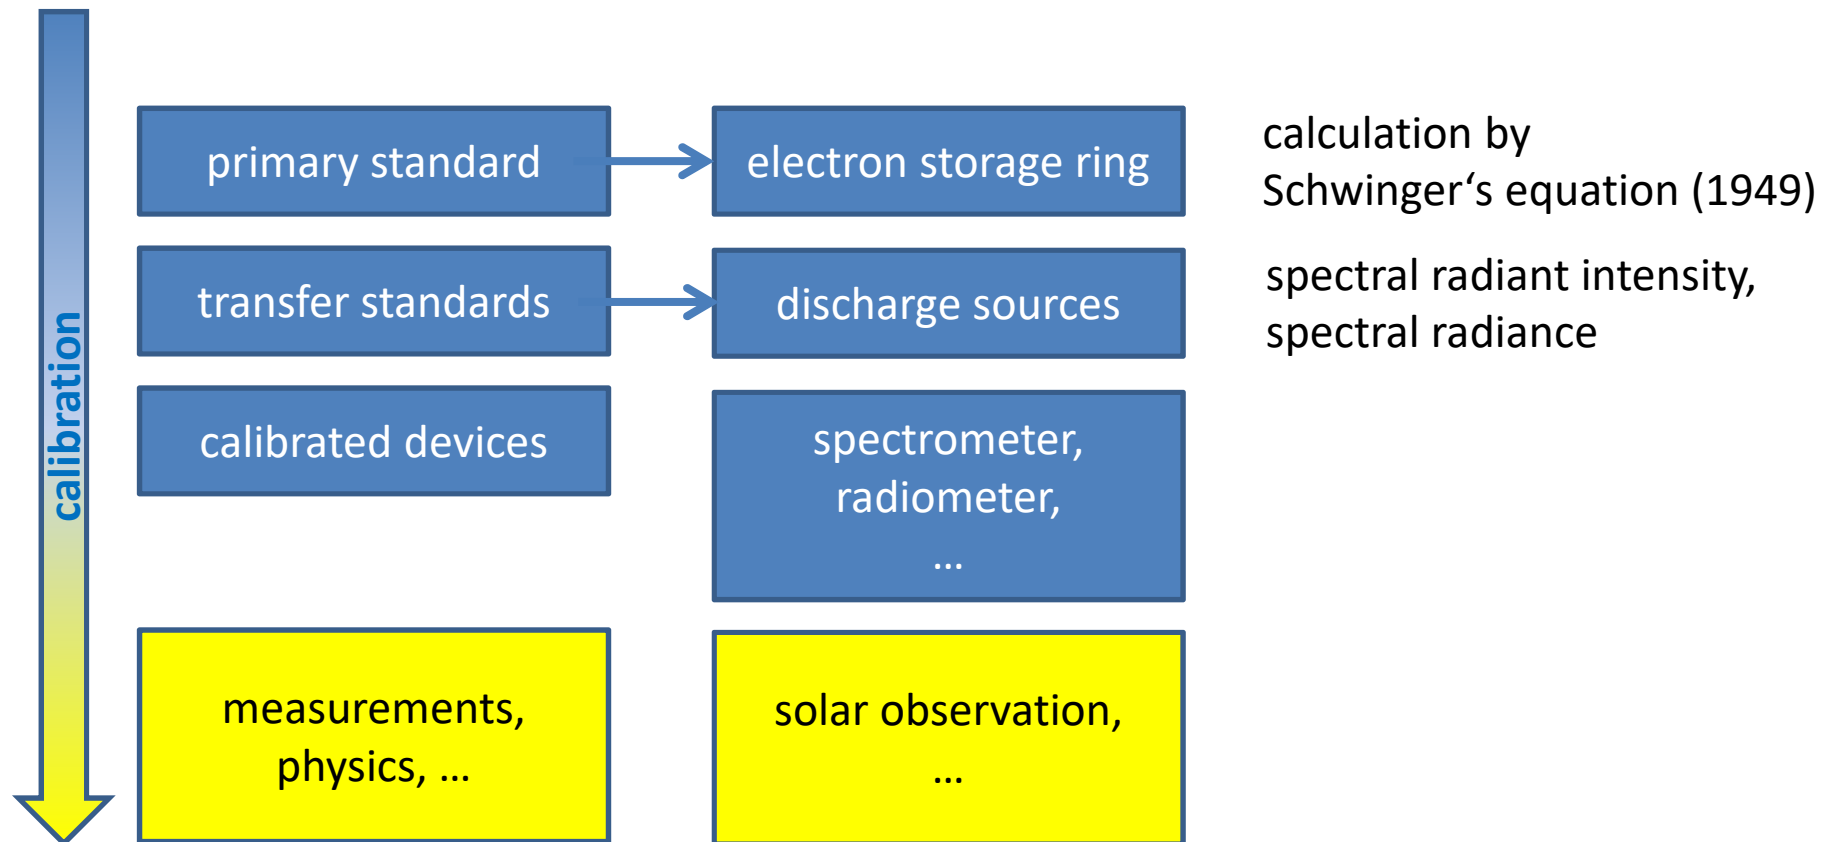 calibration
primary standard
electron storage ring
calculation by
Schwinger‘s equation (1949)
transfer standards
discharge sources
spectral radiant intensity,
spectral radiance
calibrated devices
spectrometer,
radiometer,
...
measurements,
physics, ...
solar observation,
...